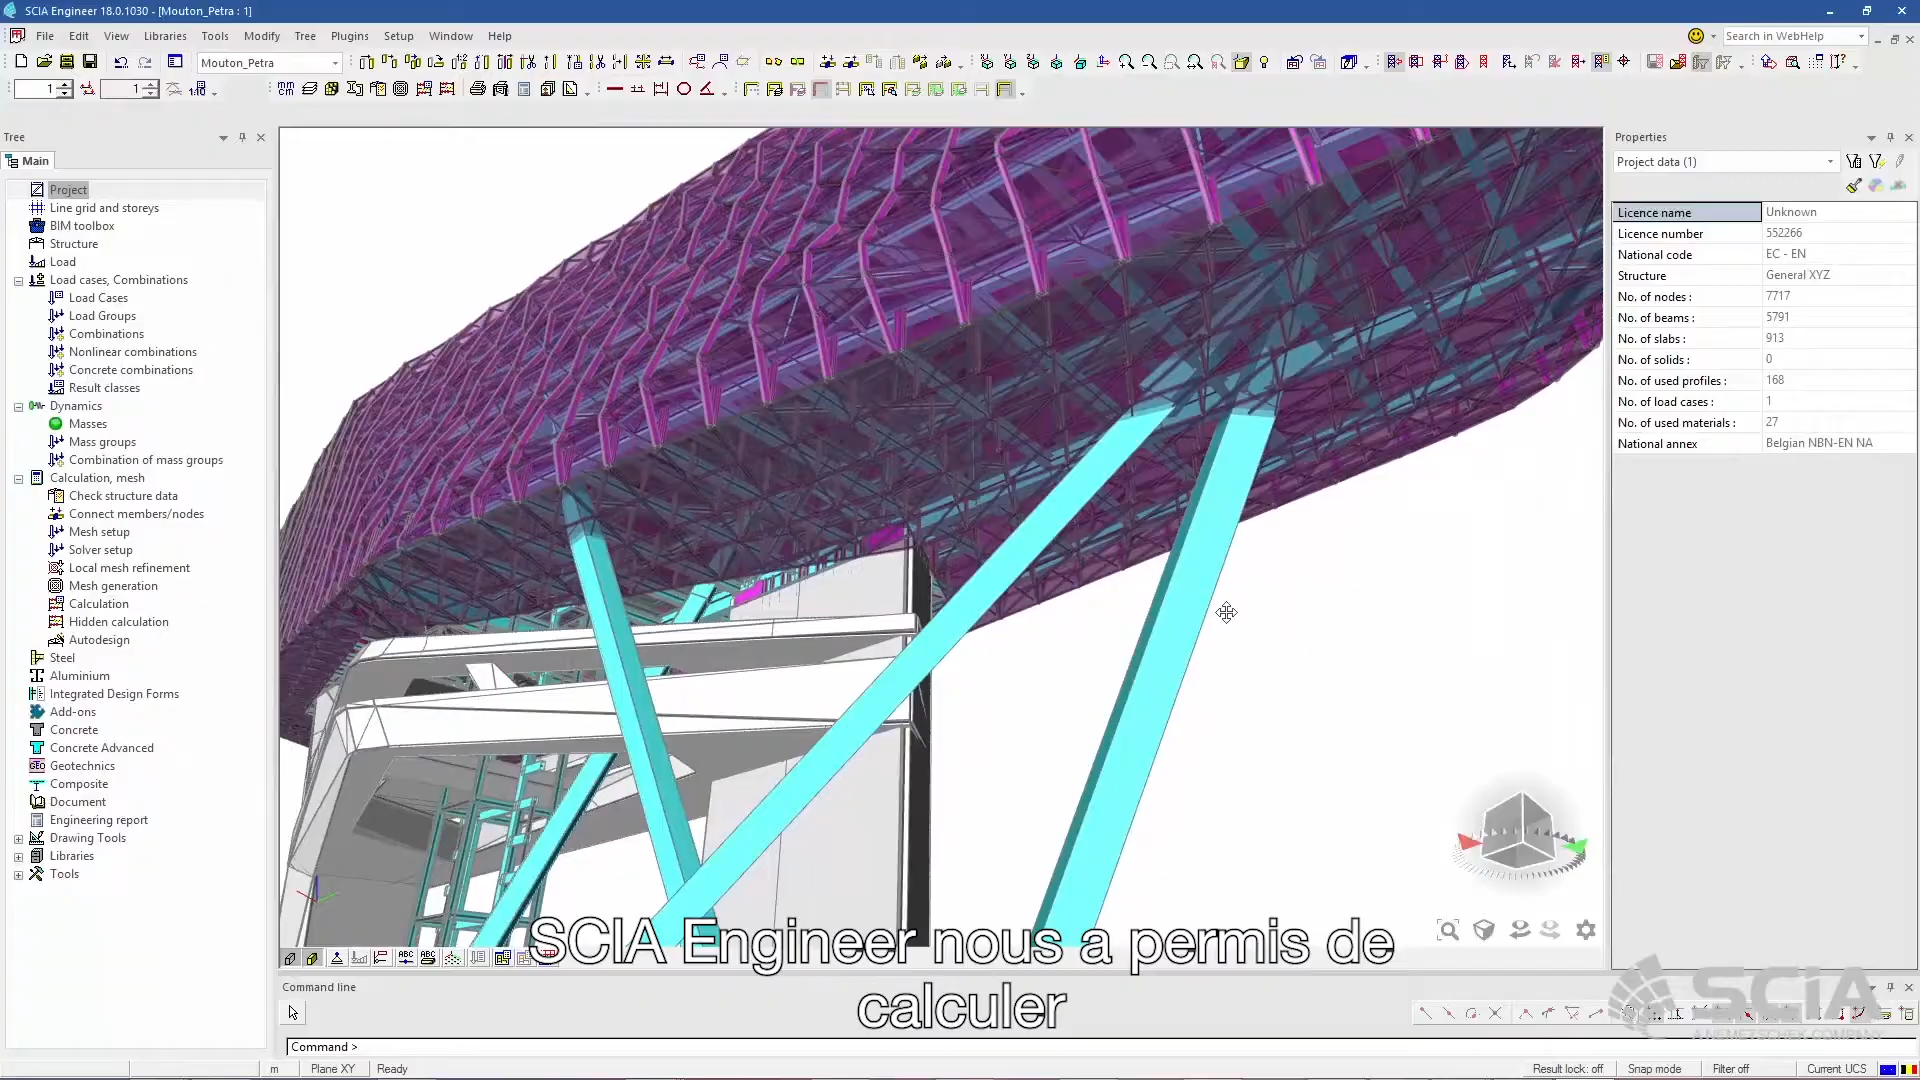 SCIA Engineer 18.0.1030 - [Mouton_Petra : 1]
File Edit View Libraries Tools Modify Tree Plugins Setup Window Help
Search in WebHelp
Mouton_Petra
1 1
Tree
Main
Project
Line grid and storeys
BIM toolbox
Structure
Load
Load cases, Combinations
Load Cases
Load Groups
Combinations
Nonlinear combinations
Concrete combinations
Result classes
Dynamics
Masses
Mass groups
Combination of mass groups
Calculation, mesh
Check structure data
Connect members/nodes
Mesh setup
Solver setup
Local mesh refinement
Mesh generation
Calculation
Hidden calculation
Autodesign
Steel
Aluminium
Integrated Design Forms
Add-ons
Concrete
Concrete Advanced
Geotechnics
Composite
Document
Engineering report
Drawing Tools
Libraries
Tools
Properties
Project data (1)
Licence name Unknown
Licence number 552266
National code EC - EN
Structure General XYZ
No. of nodes : 7717
No. of beams : 5791
No. of slabs : 913
No. of solids : 0
No. of used profiles : 168
No. of load cases : 1
No. of used materials : 27
National annex Belgian NBN-EN NA
SCIA Engineer nous a permis de
calculer
SCIA
A NEMETSCHEK COMPANY
Command line
Command >
m Plane XY Ready
Result lock: off Snap mode Filter off Current UCS